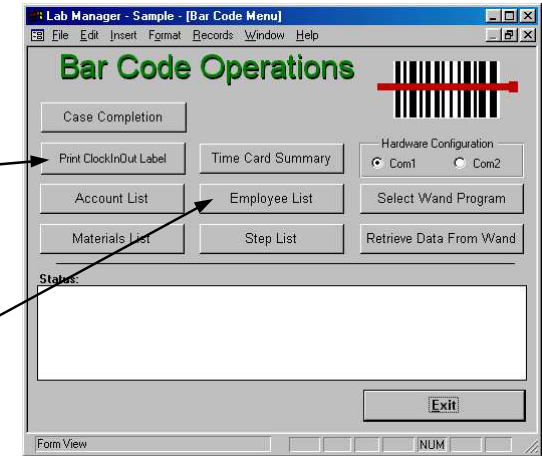 Lab Manager - Sample - [Bar Code Menu]
File Edit Insert Format Records Window Help
Bar Code Operations
Case Completion
Hardware Configuration
Print ClockInOut Label
Time Card Summary
Com1 Com2
Account List
Employee List
Select Wand Program
Materials List
Step List
Retrieve Data From Wand
Status:
Exit
Form View
NUM